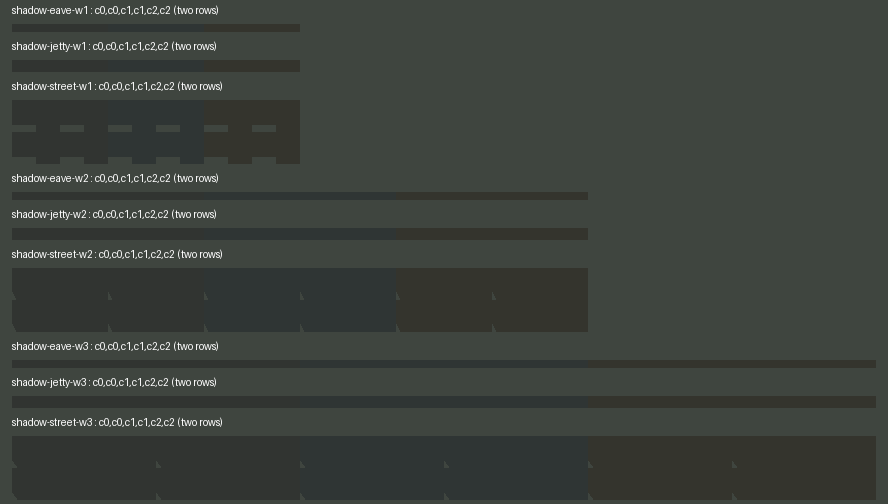 shadow-eave-w1 : c0,c0,c1,c1,c2,c2 (two rows)
shadow-jetty-w1 : c0,c0,c1,c1,c2,c2 (two rows)
shadow-street-w1 : c0,c0,c1,c1,c2,c2 (two rows)
shadow-eave-w2 : c0,c0,c1,c1,c2,c2 (two rows)
shadow-jetty-w2 : c0,c0,c1,c1,c2,c2 (two rows)
shadow-street-w2 : c0,c0,c1,c1,c2,c2 (two rows)
shadow-eave-w3 : c0,c0,c1,c1,c2,c2 (two rows)
shadow-jetty-w3 : c0,c0,c1,c1,c2,c2 (two rows)
shadow-street-w3 : c0,c0,c1,c1,c2,c2 (two rows)